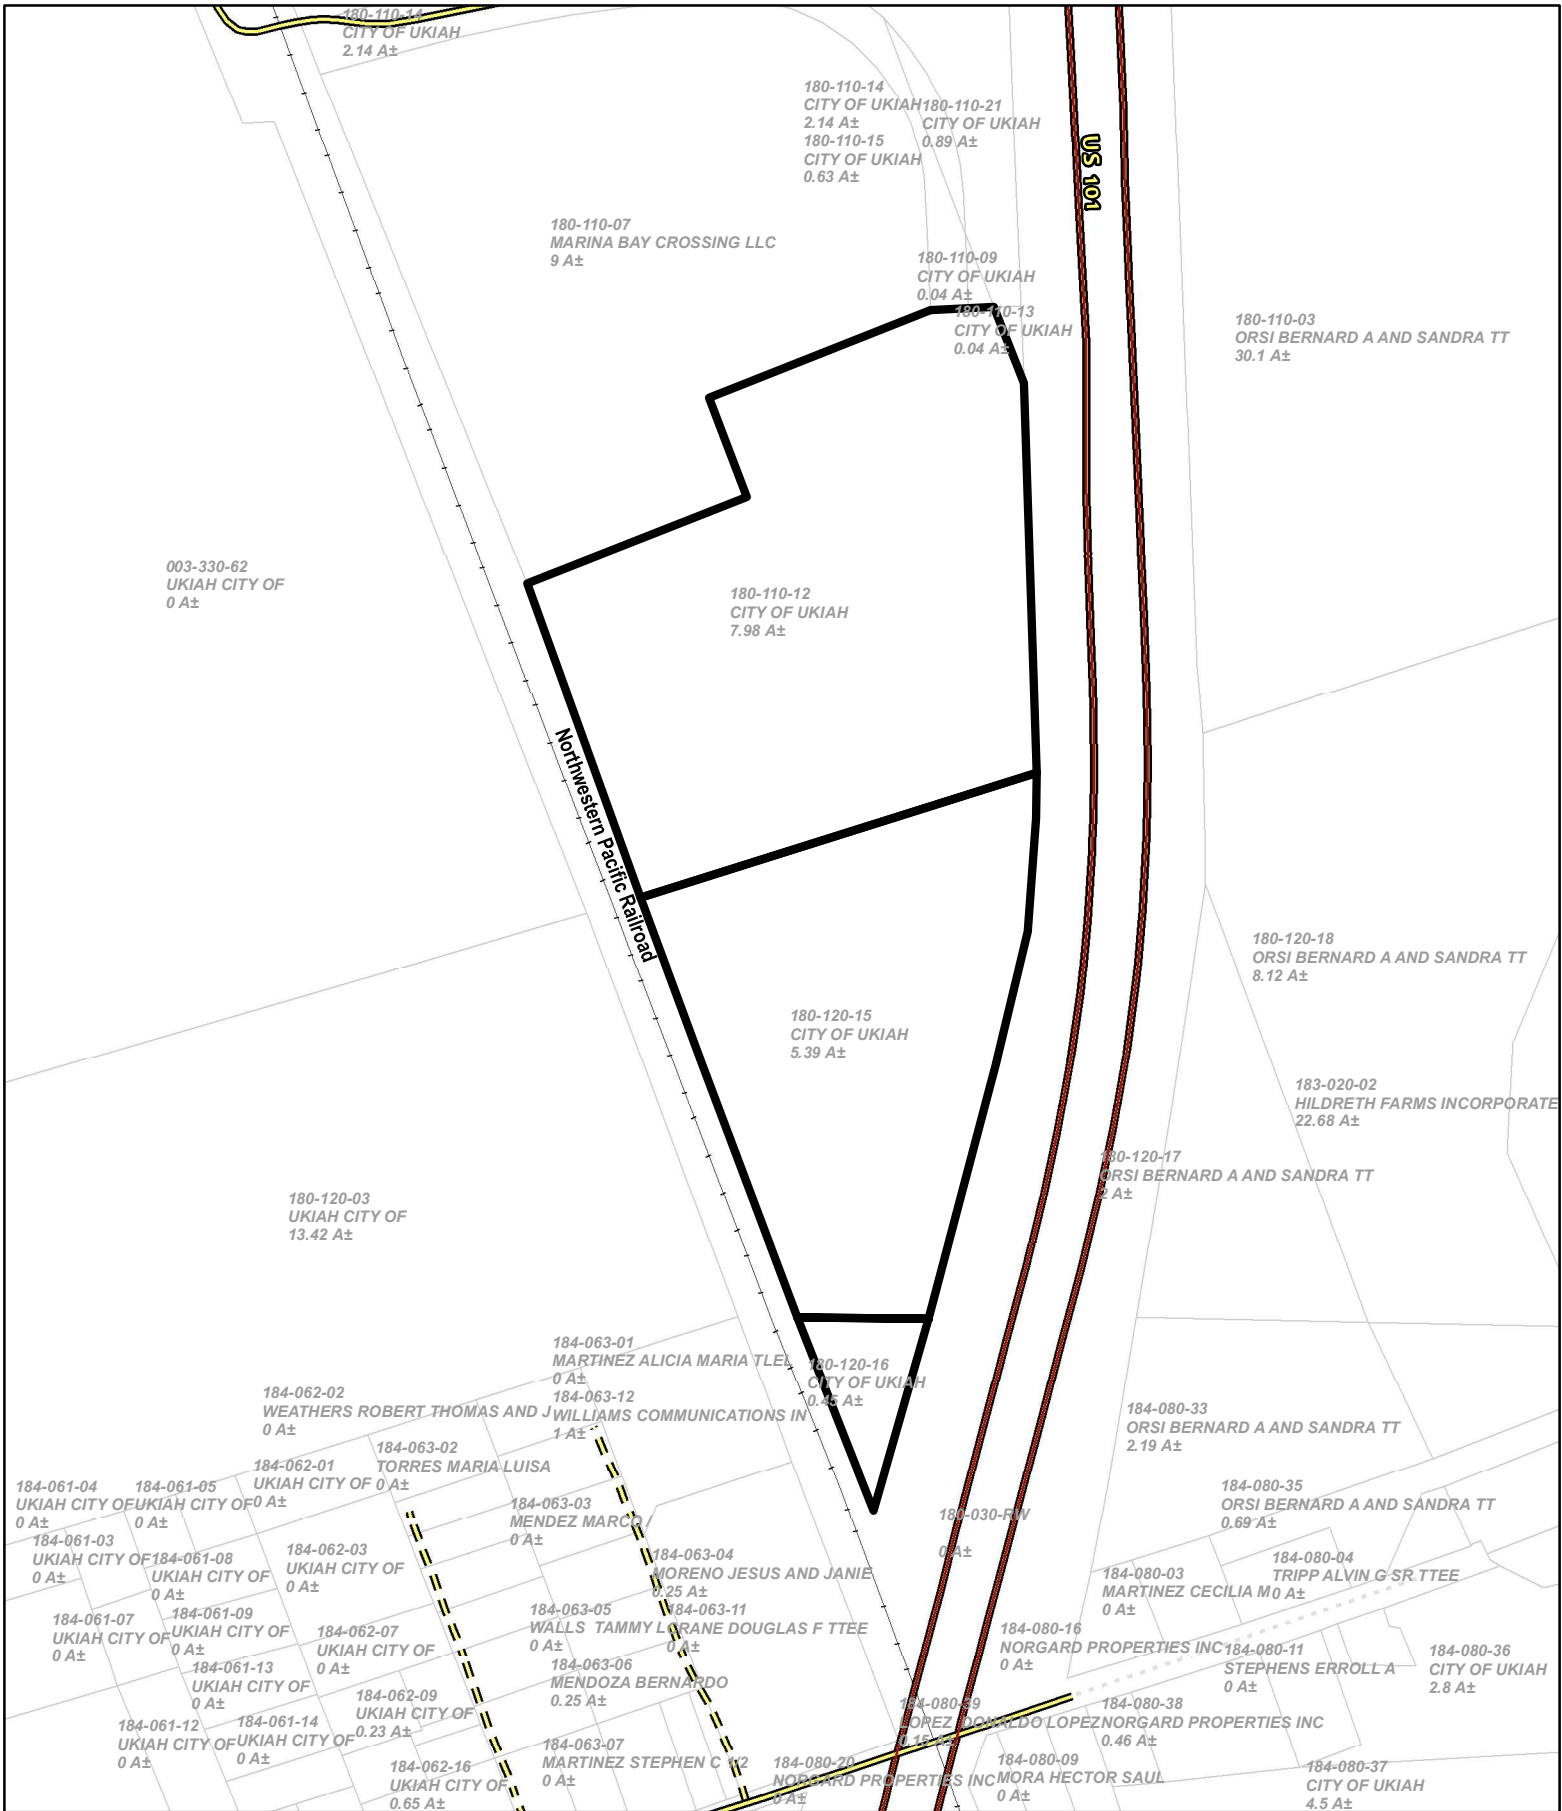 180-110-14
CITY OF UKIAH
2.14 A±
180-110-14
CITY OF UKIAH
2.14 A±
180-110-21
CITY OF UKIAH
0.89 A±
180-110-15
CITY OF UKIAH
0.63 A±
US 101
180-110-07
MARINA BAY CROSSING LLC
9 A±
180-110-09
CITY OF UKIAH
0.04 A±
180-110-13
CITY OF UKIAH
0.04 A±
180-110-03
ORSI BERNARD A AND SANDRA TT
30.1 A±
003-330-62
UKIAH CITY OF
0 A±
180-110-12
CITY OF UKIAH
7.98 A±
Northwestern Pacific Railroad
180-120-18
ORSI BERNARD A AND SANDRA TT
8.12 A±
180-120-15
CITY OF UKIAH
5.39 A±
183-020-02
HILDRETH FARMS INCORPORATE
22.68 A±
180-120-17
ORSI BERNARD A AND SANDRA TT
2 A±
180-120-03
UKIAH CITY OF
13.42 A±
184-063-01
MARTINEZ ALICIA MARIA TLEL
0 A±
180-120-16
CITY OF UKIAH
0.45 A±
184-062-02
WEATHERS ROBERT THOMAS AND J
0 A±
184-063-12
WILLIAMS COMMUNICATIONS IN
1 A±
184-080-33
ORSI BERNARD A AND SANDRA TT
2.19 A±
184-063-02
TORRES MARIA LUISA
0 A±
184-062-01
UKIAH CITY OF
0 A±
184-061-04
UKIAH CITY OF
0 A±
184-061-05
UKIAH CITY OF
0 A±
184-063-03
MENDEZ MARCO /
0 A±
180-030-RW
0 A±
184-080-35
ORSI BERNARD A AND SANDRA TT
0.69 A±
184-061-03
UKIAH CITY OF
0 A±
184-061-08
UKIAH CITY OF
0 A±
184-062-03
UKIAH CITY OF
0 A±
184-063-04
MORENO JESUS AND JANIE
0.25 A±
184-080-03
MARTINEZ CECILIA M
0 A±
184-080-04
TRIPP ALVIN G SR TTEE
0 A±
184-061-07
UKIAH CITY OF
0 A±
184-061-09
UKIAH CITY OF
0 A±
184-062-07
UKIAH CITY OF
0 A±
184-063-05
WALLS TAMMY L
0 A±
184-063-11
CRANE DOUGLAS F TTEE
0 A±
184-080-16
NORGARD PROPERTIES INC
0 A±
184-080-11
STEPHENS ERROLL A
0 A±
184-080-36
CITY OF UKIAH
2.8 A±
184-061-13
UKIAH CITY OF
0 A±
184-063-06
MENDOZA BERNARDO
0.25 A±
184-062-09
UKIAH CITY OF
0.23 A±
184-080-39
LOPEZ DONALDO LOPEZ
0.15 A±
184-080-38
NORGARD PROPERTIES INC
0.46 A±
184-061-12
UKIAH CITY OF
0 A±
184-061-14
UKIAH CITY OF
0 A±
184-063-07
MARTINEZ STEPHEN C 1/2
0 A±
184-062-16
UKIAH CITY OF
0.65 A±
184-080-20
NORGARD PROPERTIES INC
0 A±
184-080-09
MORA HECTOR SAUL
0 A±
184-080-37
CITY OF UKIAH
4.5 A±